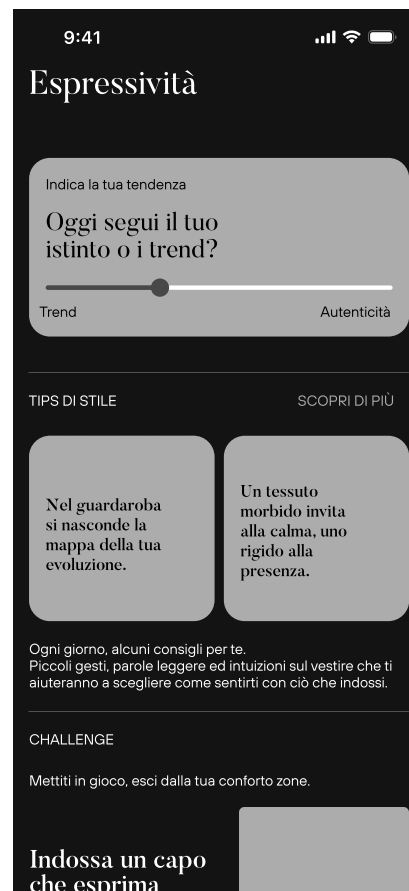 9:41
Espressività
Indica la tua tendenza
Oggi segui il tuo
istinto o i trend?
Trend
Autenticità
TIPS DI STILE
SCOPRI DI PIÙ
Nel guardaroba
si nasconde la
mappa della tua
evoluzione.
Un tessuto
morbido invita
alla calma, uno
rigido alla
presenza.
Ogni giorno, alcuni consigli per te.
Piccoli gesti, parole leggere ed intuizioni sul vestire che ti
aiuteranno a scegliere come sentirti con ciò che indossi.
CHALLENGE
Mettiti in gioco, esci dalla tua conforto zone.
Indossa un capo
che esprima